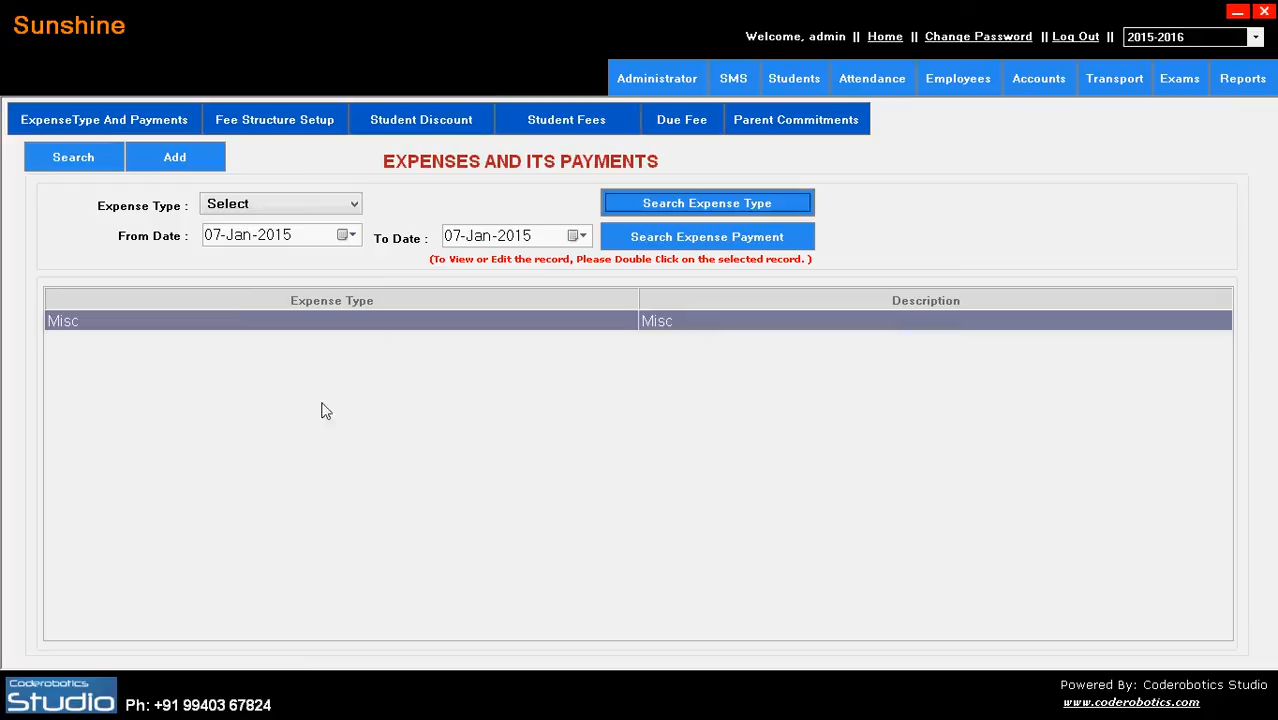 Sunshine
Welcome, admin || Home || Change Password || Log Out || 2015-2016
Administrator SMS Students Attendance Employees Accounts Transport Exams Reports
ExpenseType And Payments Fee Structure Setup Student Discount Student Fees Due Fee Parent Commitments
Search Add EXPENSES AND ITS PAYMENTS
Expense Type : Select Search Expense Type
From Date : 07-Jan-2015 To Date : 07-Jan-2015 Search Expense Payment
(To View or Edit the record, Please Double Click on the selected record. )
Expense Type Description
Misc Misc
Coderobotics Studio Ph: +91 99403 67824
Powered By: Coderobotics Studio
www.coderobotics.com